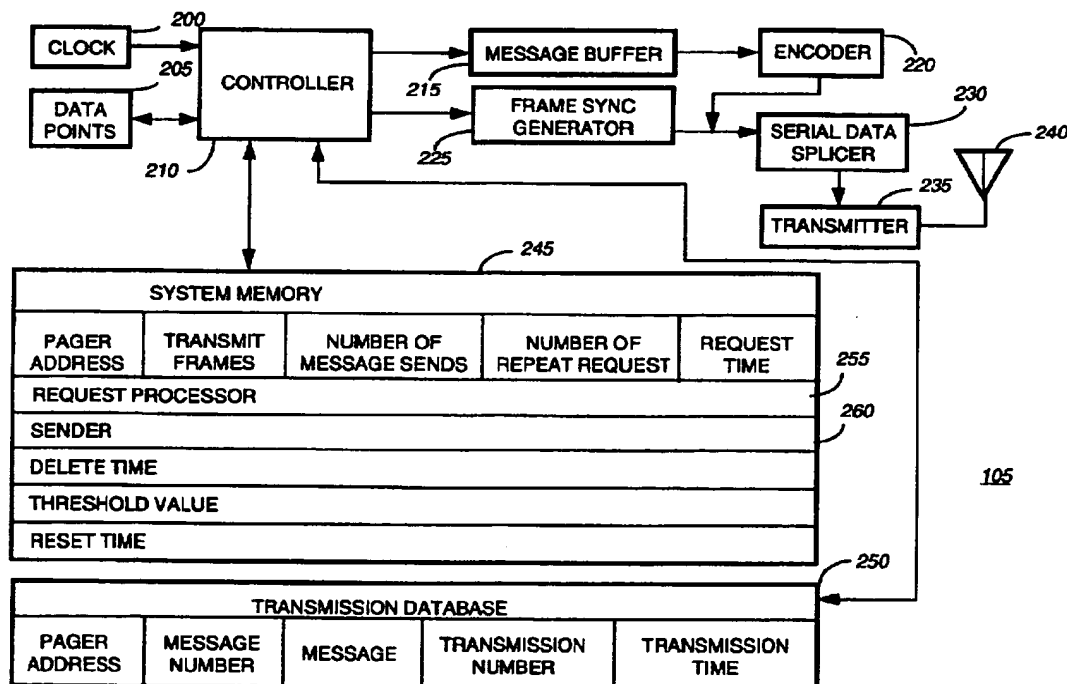 200
CLOCK
205
DATA
POINTS
CONTROLLER
210
MESSAGE BUFFER
215
ENCODER
220
FRAME SYNC
GENERATOR
225
230
SERIAL DATA
SPLICER
240
235
TRANSMITTER
245
SYSTEM MEMORY
PAGER
ADDRESS
TRANSMIT
FRAMES
NUMBER OF
MESSAGE SENDS
NUMBER OF
REPEAT REQUEST
REQUEST
TIME
255
REQUEST PROCESSOR
260
SENDER
DELETE TIME
THRESHOLD VALUE
RESET TIME
105
250
TRANSMISSION DATABASE
PAGER
ADDRESS
MESSAGE
NUMBER
MESSAGE
TRANSMISSION
NUMBER
TRANSMISSION
TIME